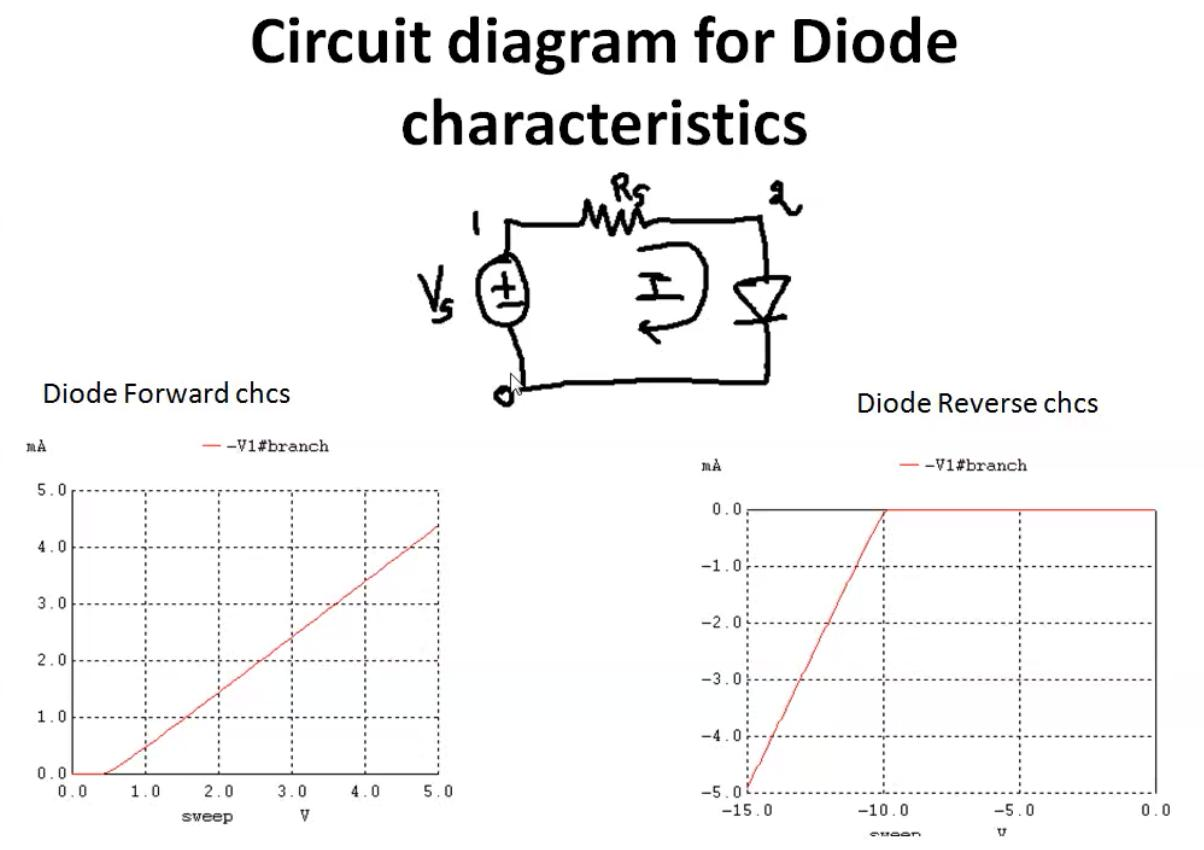 Circuit diagram for Diode
characteristics
Rs
1
2
Vs
+
I
0
Diode Forward chcs
Diode Reverse chcs
mA
-V1#branch
5.0
4.0
3.0
2.0
1.0
0.0
0.0 1.0 2.0 3.0 4.0 5.0
sweep V
mA
-V1#branch
0.0
-1.0
-2.0
-3.0
-4.0
-5.0
-15.0 -10.0 -5.0 0.0
sweep V